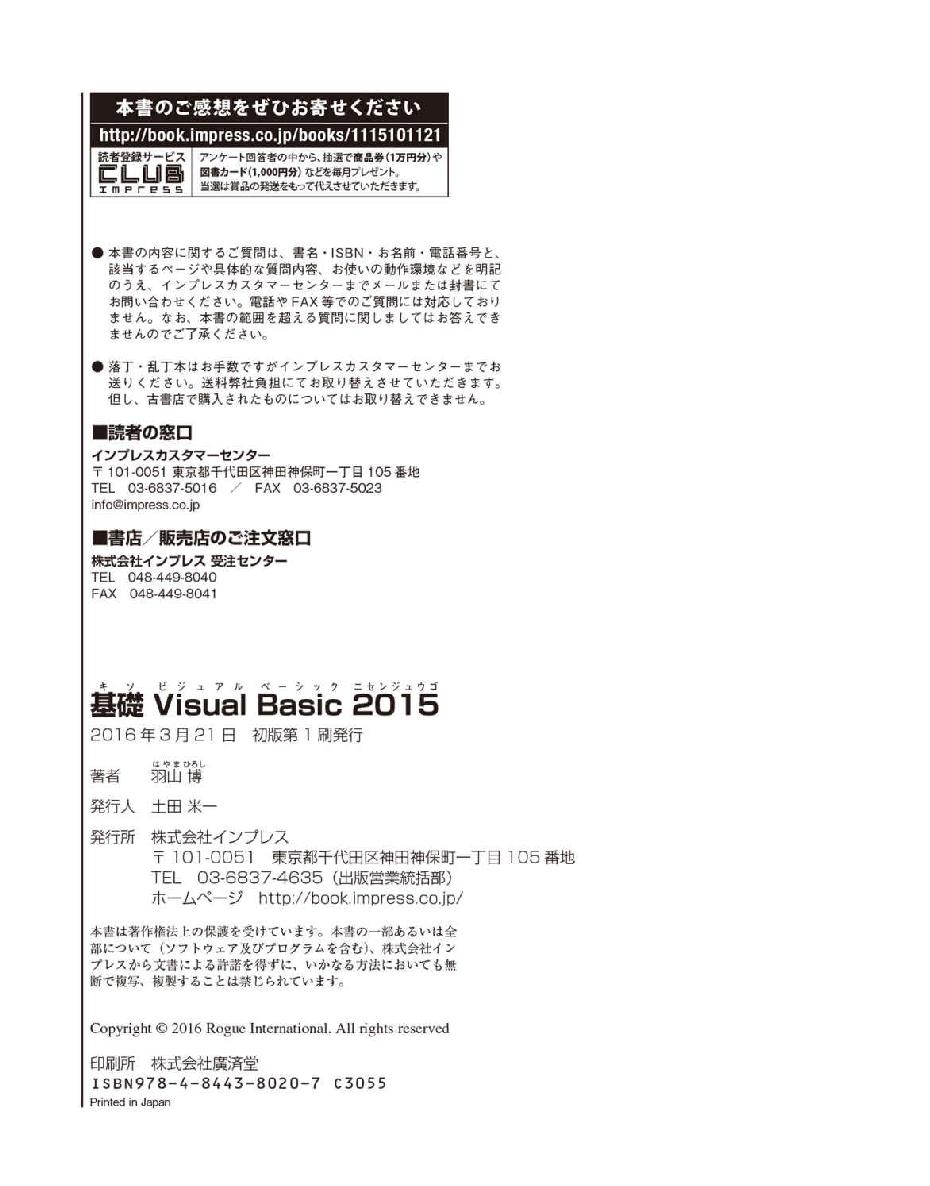 本書のご感想をぜひお寄せください
http://book.impress.co.jp/books/1115101121
読者登録サービス
CLUB
impress
アンケート回答者の中から、抽選で商品券(1万円分)や
図書カード(1,000円分)などを毎月プレゼント。
当選は賞品の発送をもって代えさせていただきます。
● 本書の内容に関するご質問は、書名・ISBN・お名前・電話番号と、
該当するページや具体的な質問内容、お使いの動作環境などを明記
のうえ、インプレスカスタマーセンターまでメールまたは封書にて
お問い合わせください。電話や FAX 等でのご質問には対応しており
ません。なお、本書の範囲を超える質問に関しましてはお答えでき
ませんのでご了承ください。
● 落丁・乱丁本はお手数ですがインプレスカスタマーセンターまでお
送りください。送料弊社負担にてお取り替えさせていただきます。
但し、古書店で購入されたものについてはお取り替えできません。
■読者の窓口
インプレスカスタマーセンター
〒 101-0051 東京都千代田区神田神保町一丁目 105 番地
TEL 03-6837-5016 / FAX 03-6837-5023
info@impress.co.jp
■書店/販売店のご注文窓口
株式会社インプレス 受注センター
TEL 048-449-8040
FAX 048-449-8041
キソ ビジュアル ベーシック ニセンジュウゴ
基礎 Visual Basic 2015
2016 年 3 月 21 日 初版第 1 刷発行
はやま ひろし
著者 羽山 博
発行人 土田 米一
発行所 株式会社インプレス
〒 101-0051 東京都千代田区神田神保町一丁目 105 番地
TEL 03-6837-4635(出版営業統括部)
ホームページ http://book.impress.co.jp/
本書は著作権法上の保護を受けています。本書の一部あるいは全
部について(ソフトウェア及びプログラムを含む)、株式会社イン
プレスから文書による許諾を得ずに、いかなる方法においても無
断で複写、複製することは禁じられています。
Copyright © 2016 Rogue International. All rights reserved
印刷所 株式会社廣済堂
ISBN978-4-8443-8020-7 C3055
Printed in Japan